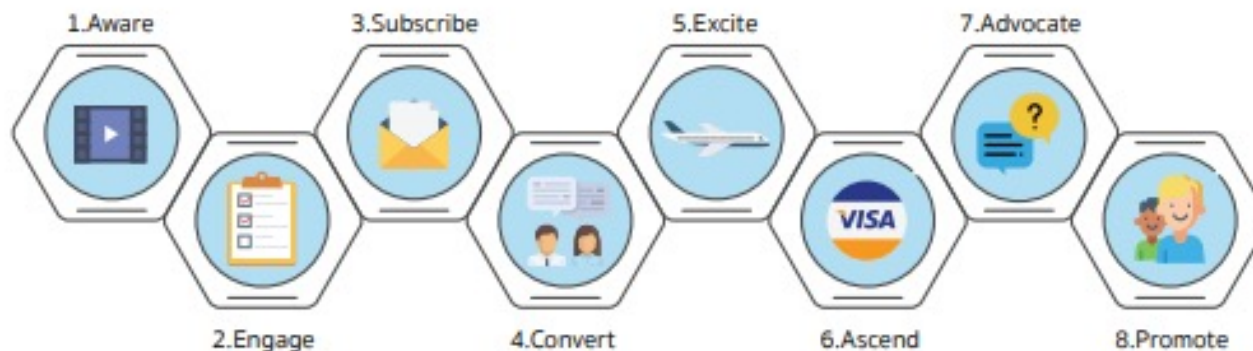 1.Aware
3.Subscribe
5.Excite
7.Advocate
?
VISA
2.Engage
4.Convert
6.Ascend
8.Promote